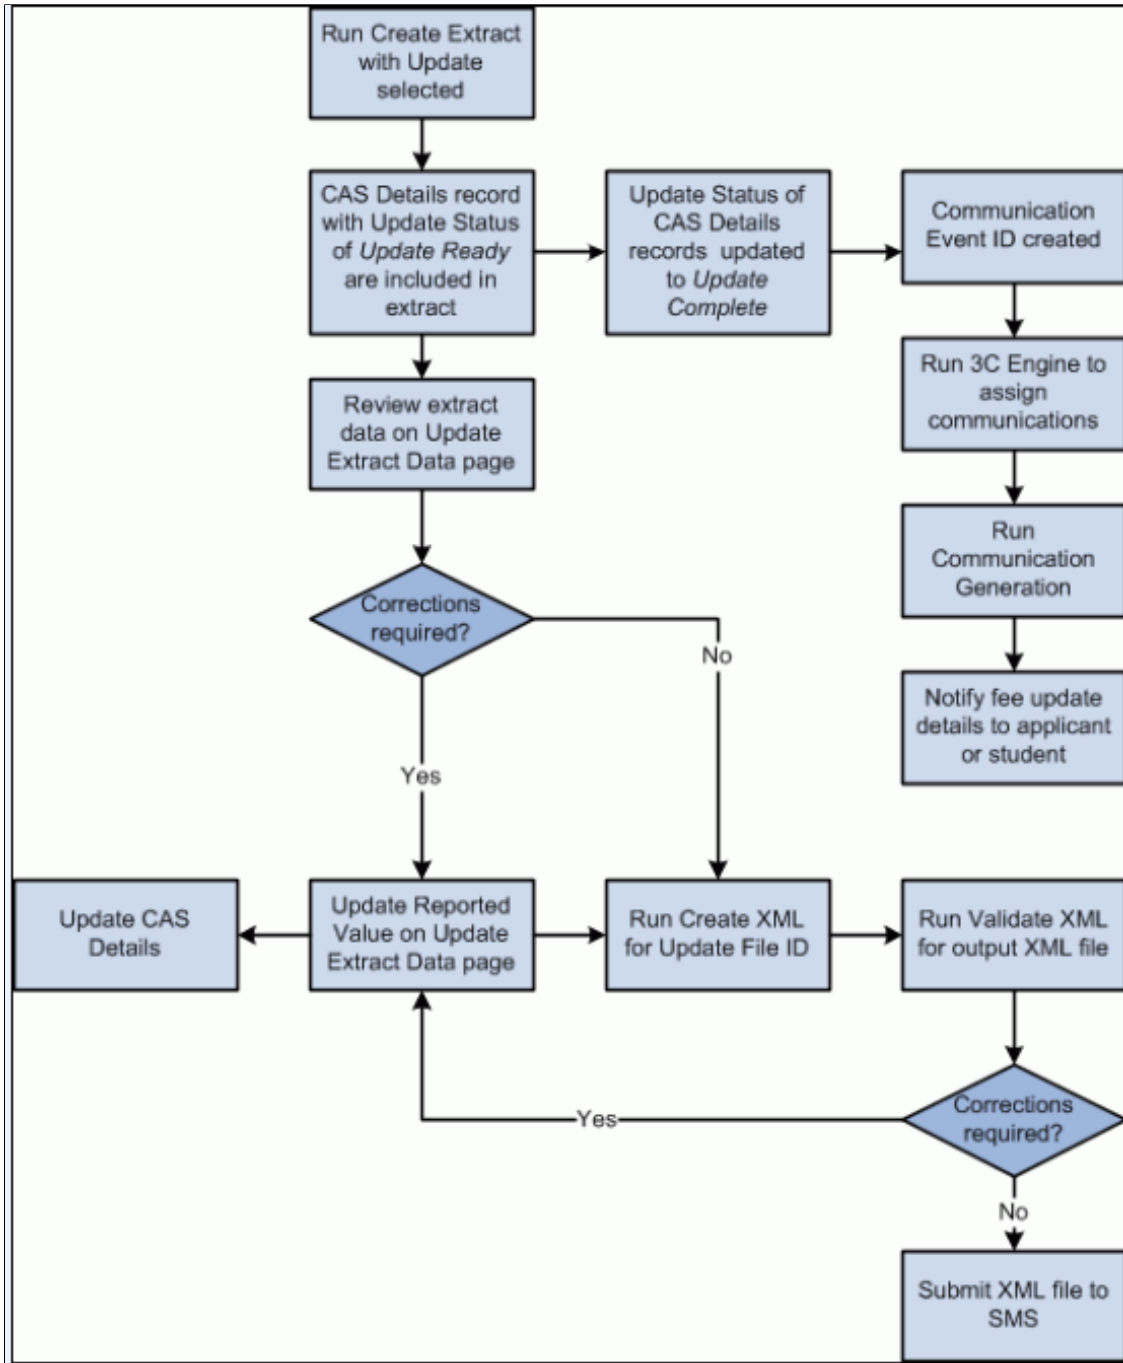 Run Create Extract
with Update
selected
CAS Details record
with Update Status
of Update Ready
are included in
extract
Update Status of
CAS Details
records updated
to Update
Complete
Communication
Event ID created
Run 3C Engine to
assign
communications
Review extract
data on Update
Extract Data page
Run
Communication
Generation
Corrections
required?
No
Notify fee update
details to applicant
or student
Yes
Update CAS
Details
Update Reported
Value on Update
Extract Data page
Run Create XML
for Update File ID
Run Validate XML
for output XML file
Corrections
required?
Yes
No
Submit XML file to
SMS